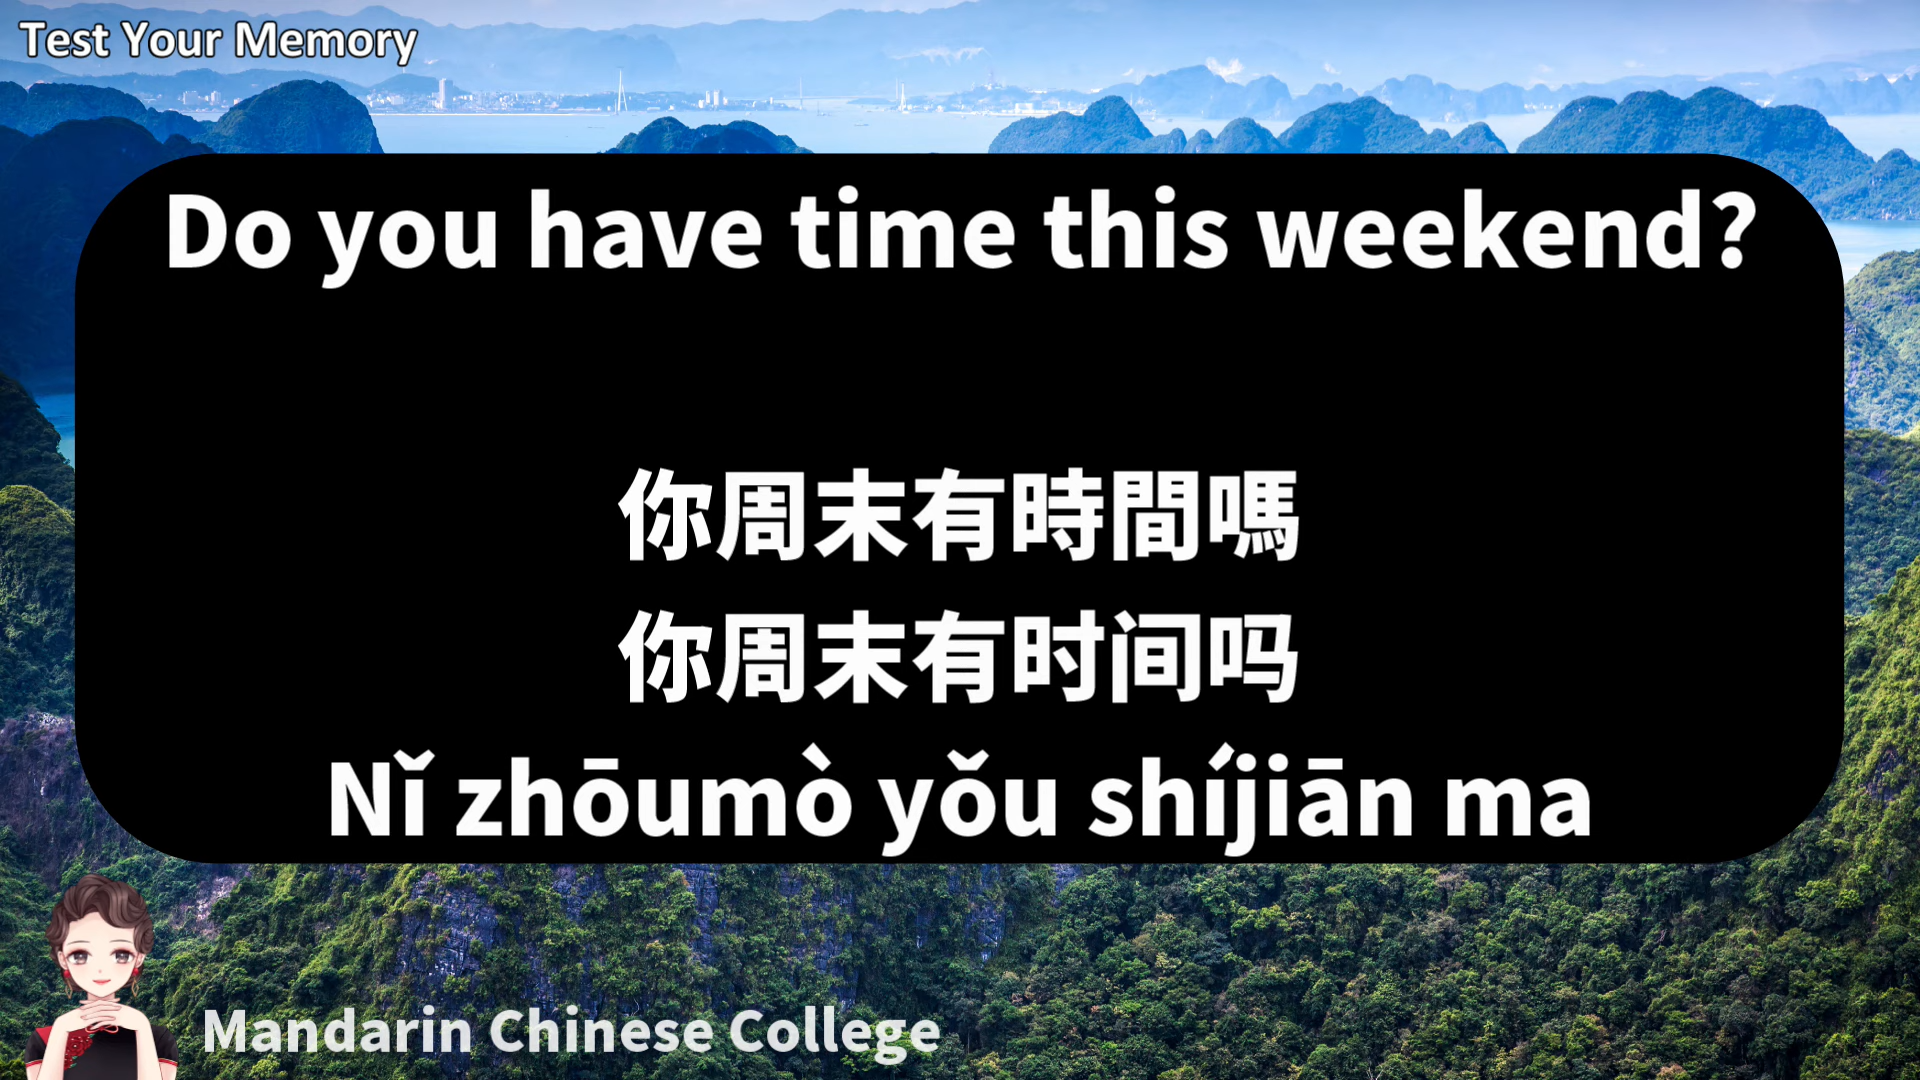 Test Your Memory
Do you have time this weekend?
你周末有時間嗎
你周末有时间吗
Nǐ zhōumò yǒu shíjiān ma
Mandarin Chinese College